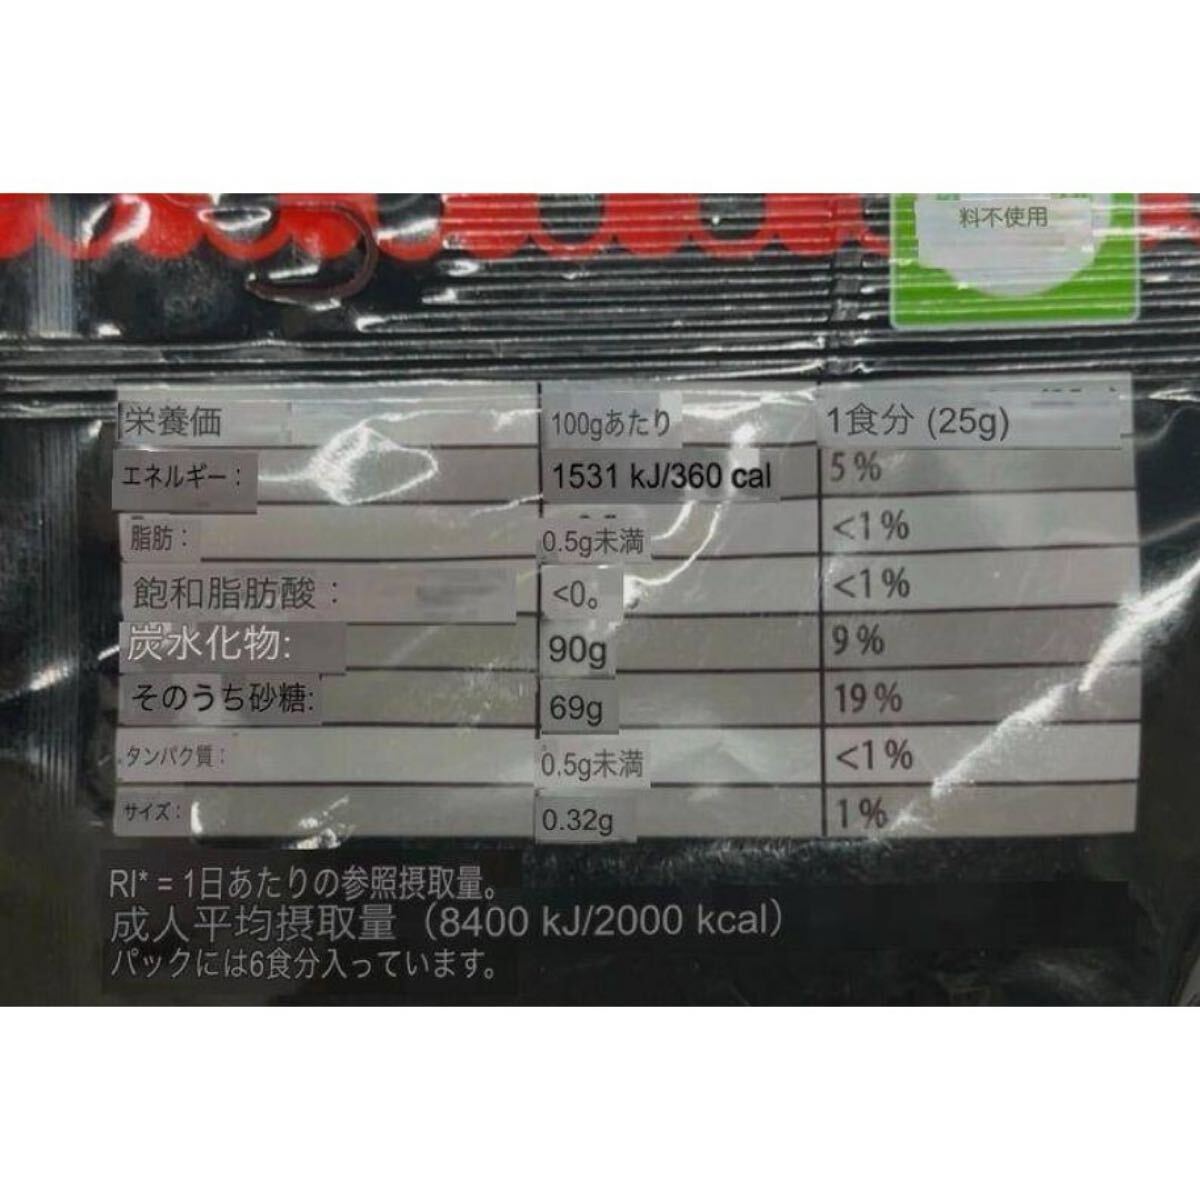 料不使用
栄養価 100gあたり 1食分 (25g)
エネルギー: 1531 kJ/360 cal 5%
脂肪: 0.5g未満 <1%
飽和脂肪酸: <0。 <1%
炭水化物: 90g 9%
そのうち砂糖: 69g 19%
タンパク質: 0.5g未満 <1%
サイズ: 0.32g 1%
RI* = 1日あたりの参照摂取量。
成人平均摂取量（8400 kJ/2000 kcal）
パックには6食分入っています。